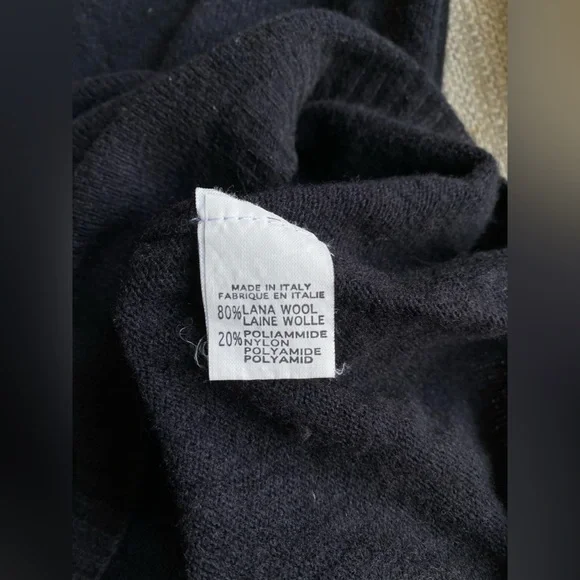 MADE IN ITALY
FABRIQUE EN ITALIE
80% LANA WOOL
LAINE WOLLE
20% POLIAMMIDE
NYLON
POLYAMIDE
POLYAMID